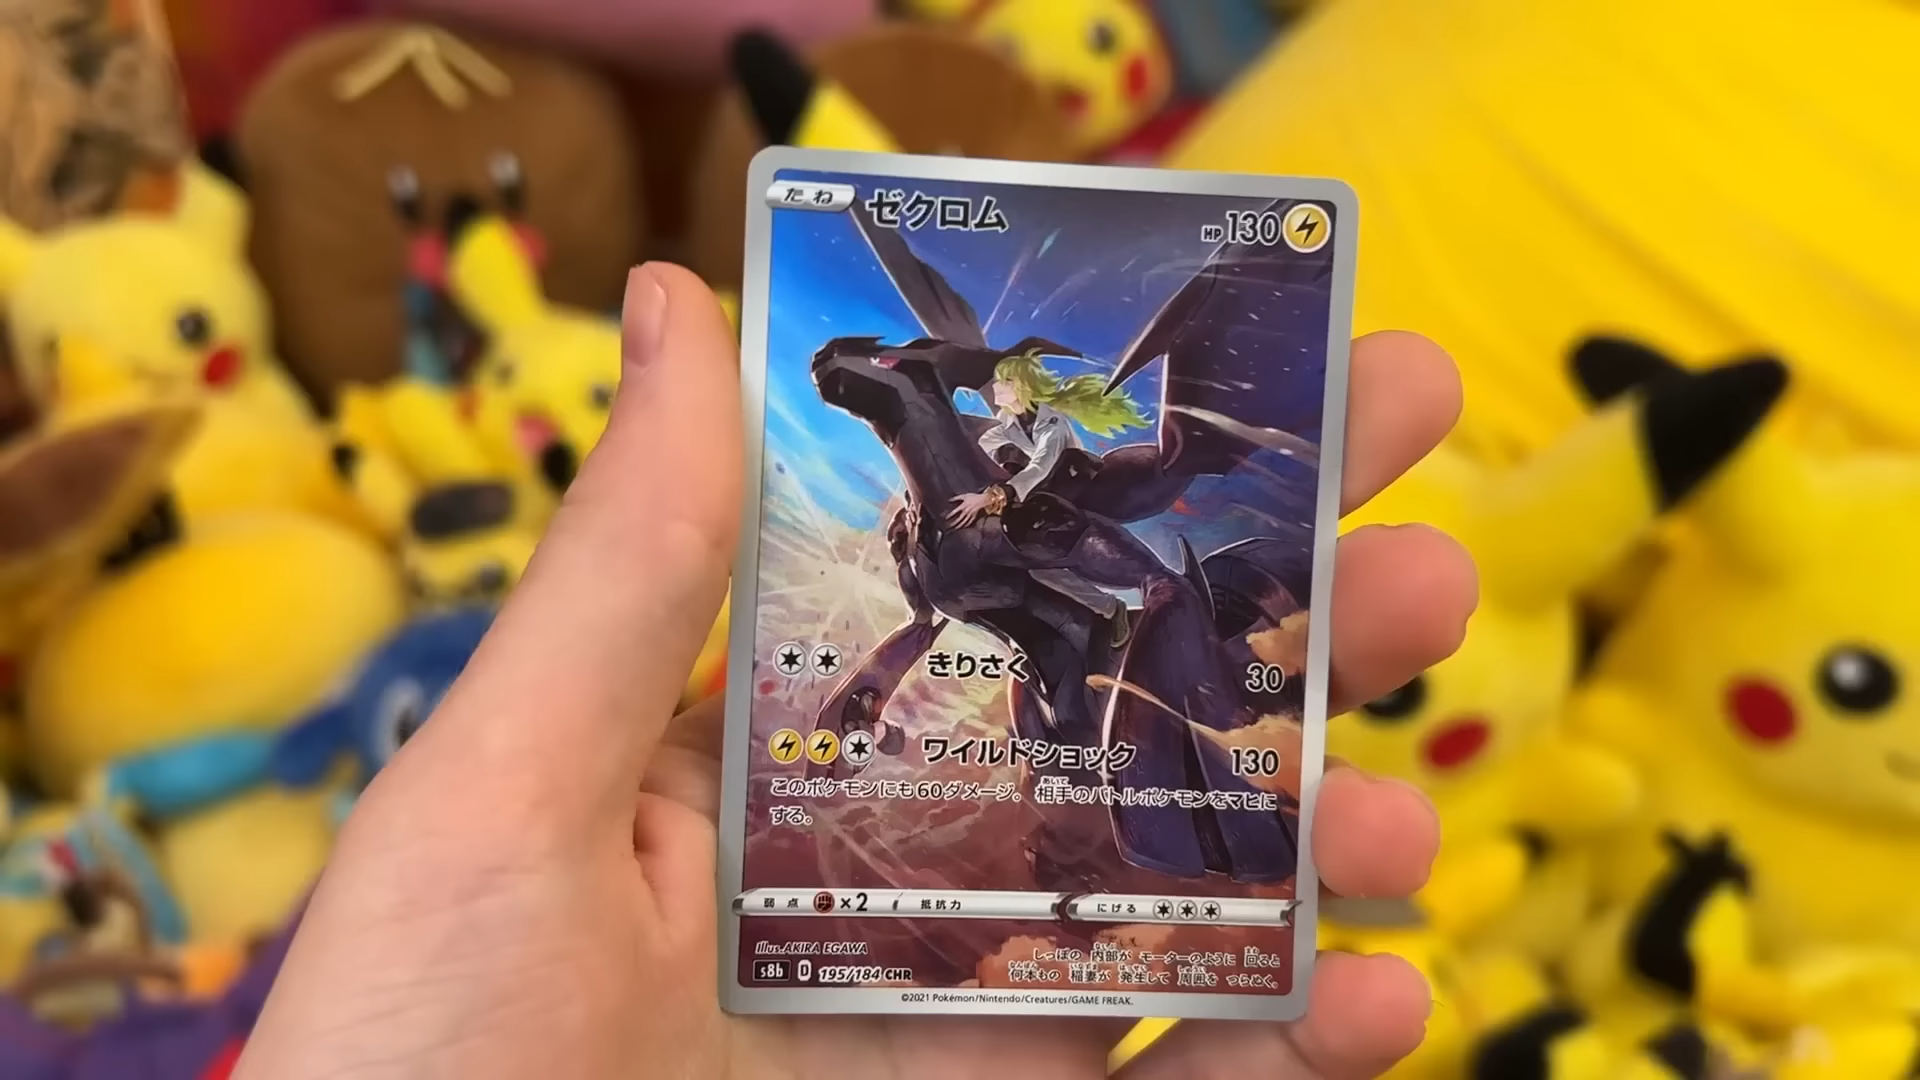 たね ゼクロム HP 130
きりさく 30
ワイルドショック 130
このポケモンにも60ダメージ。相手のバトルポケモンをマヒに
する。
弱点 ×2 抵抗力 にげる
Illus. AKIRA EGAWA
s8b D 195/184 CHR
しっぽの 内部が モーターのように 回ると
何本もの 稲妻が 発生して 周囲を つらぬく。
©2021 Pokémon/Nintendo/Creatures/GAME FREAK.